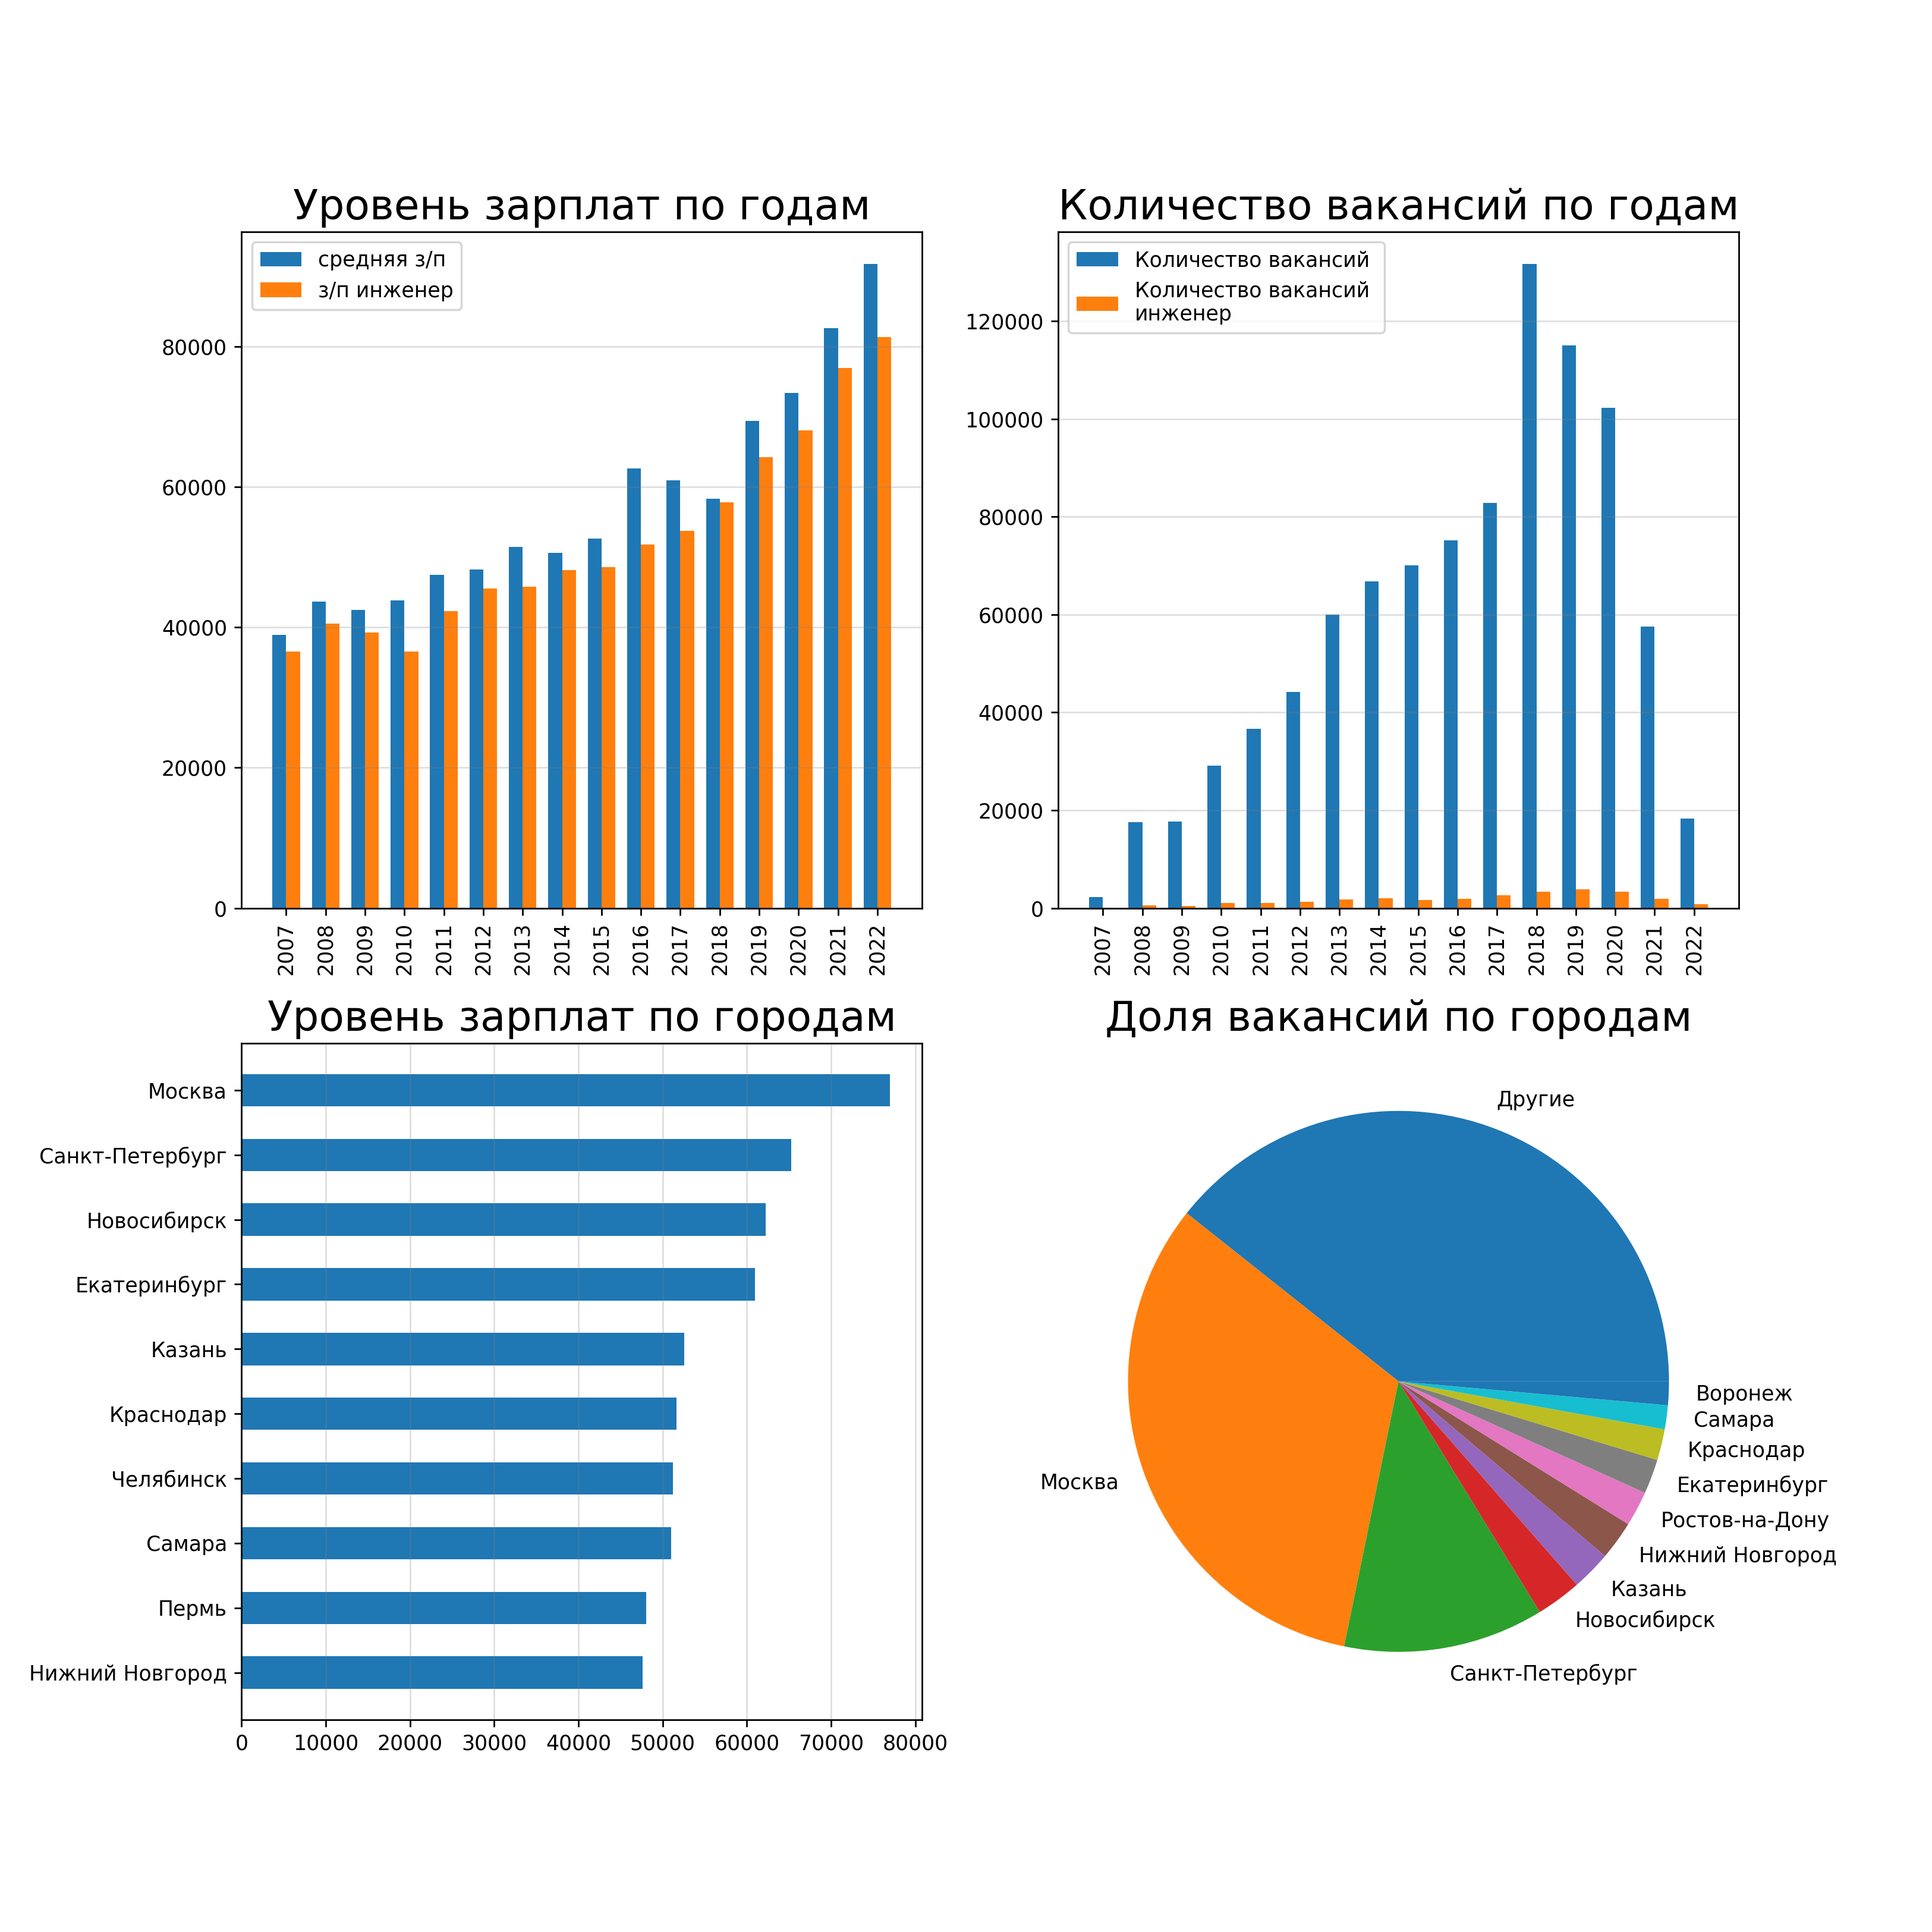 Уровень зарплат по годам
средняя з/п
з/п инженер
80000
60000
40000
20000
0
2007 2008 2009 2010 2011 2012 2013 2014 2015 2016 2017 2018 2019 2020 2021 2022
Количество вакансий по годам
Количество вакансий
Количество вакансий
инженер
120000
100000
80000
60000
40000
20000
0
2007 2008 2009 2010 2011 2012 2013 2014 2015 2016 2017 2018 2019 2020 2021 2022
Уровень зарплат по городам
Москва
Санкт-Петербург
Новосибирск
Екатеринбург
Казань
Краснодар
Челябинск
Самара
Пермь
Нижний Новгород
0 10000 20000 30000 40000 50000 60000 70000 80000
Доля вакансий по городам
Другие
Москва
Санкт-Петербург
Новосибирск
Казань
Нижний Новгород
Ростов-на-Дону
Екатеринбург
Краснодар
Самара
Воронеж